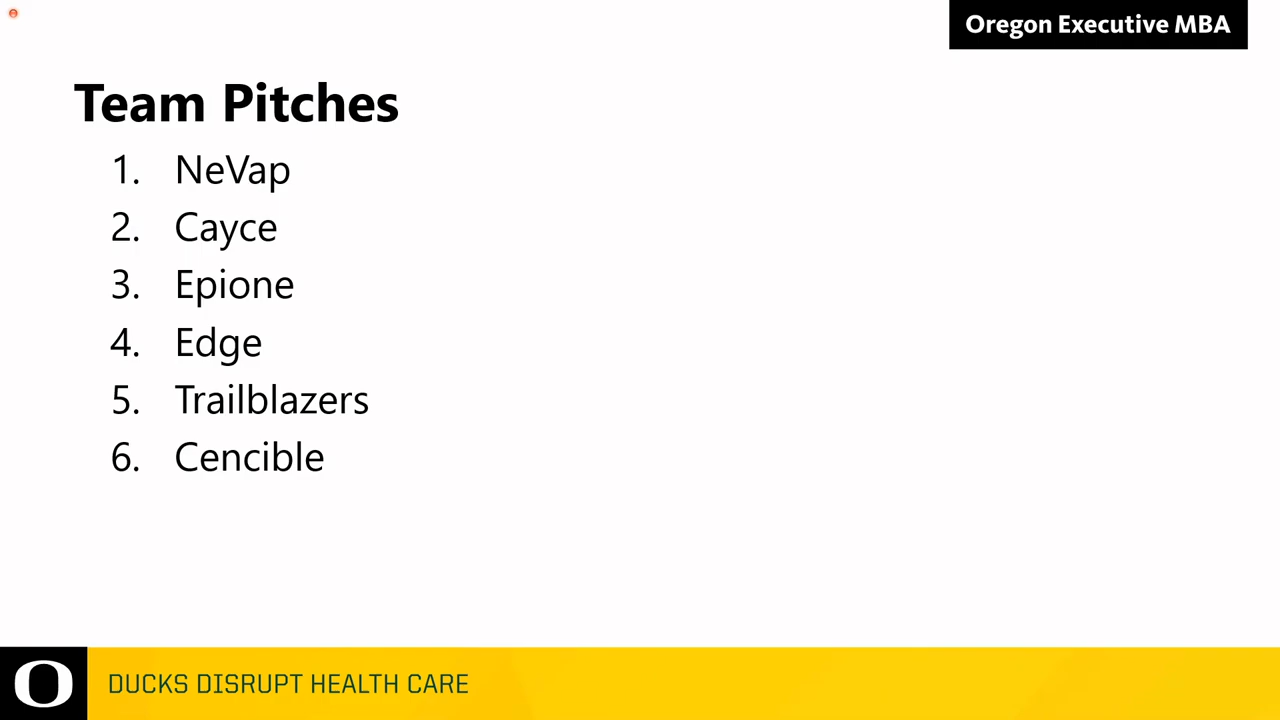 Oregon Executive MBA
Team Pitches
1. NeVap
2. Cayce
3. Epione
4. Edge
5. Trailblazers
6. Cencible
O DUCKS DISRUPT HEALTH CARE